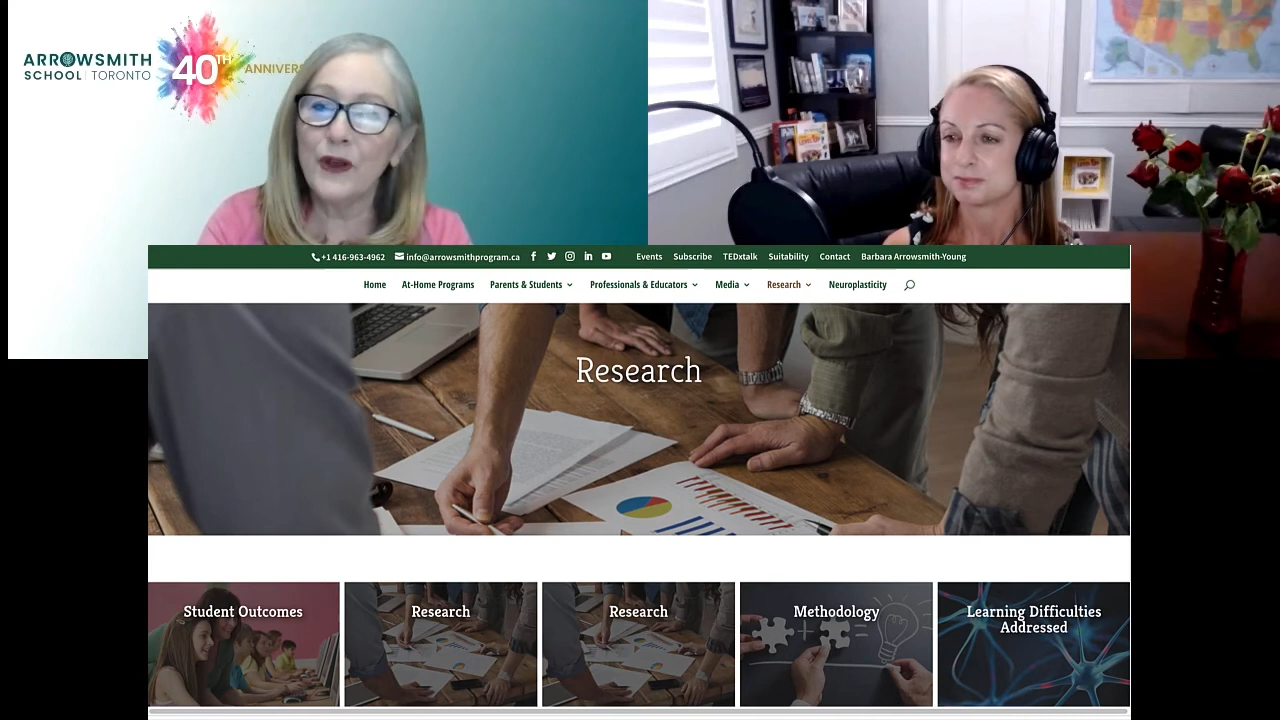 ARROWSMITH
SCHOOL | TORONTO
40TH
ANNIVERS
+1 416-963-4962 info@arrowsmithprogram.ca Events Subscribe TEDxtalk Suitability Contact Barbara Arrowsmith-Young
Home At-Home Programs Parents & Students Professionals & Educators Media Research Neuroplasticity
Research
Student Outcomes
Research
Research
Methodology
Learning Difficulties
Addressed